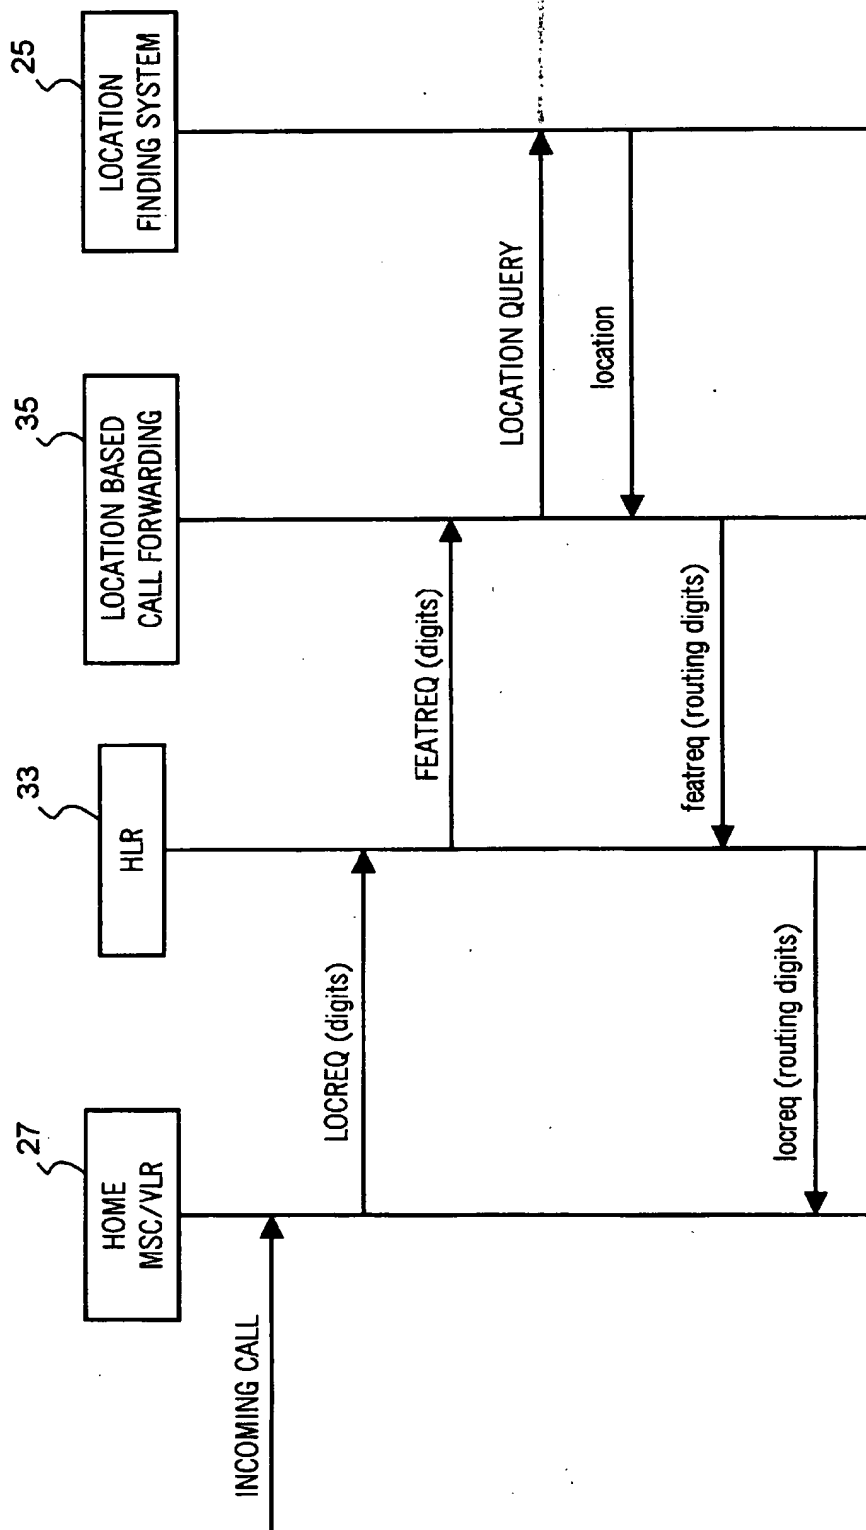 27
HOME
MSC/VLR
33
HLR
35
LOCATION BASED
CALL FORWARDING
25
LOCATION
FINDING SYSTEM
INCOMING CALL
LOCREQ (digits)
FEATREQ (digits)
LOCATION QUERY
location
featreq (routing digits)
locreq (routing digits)